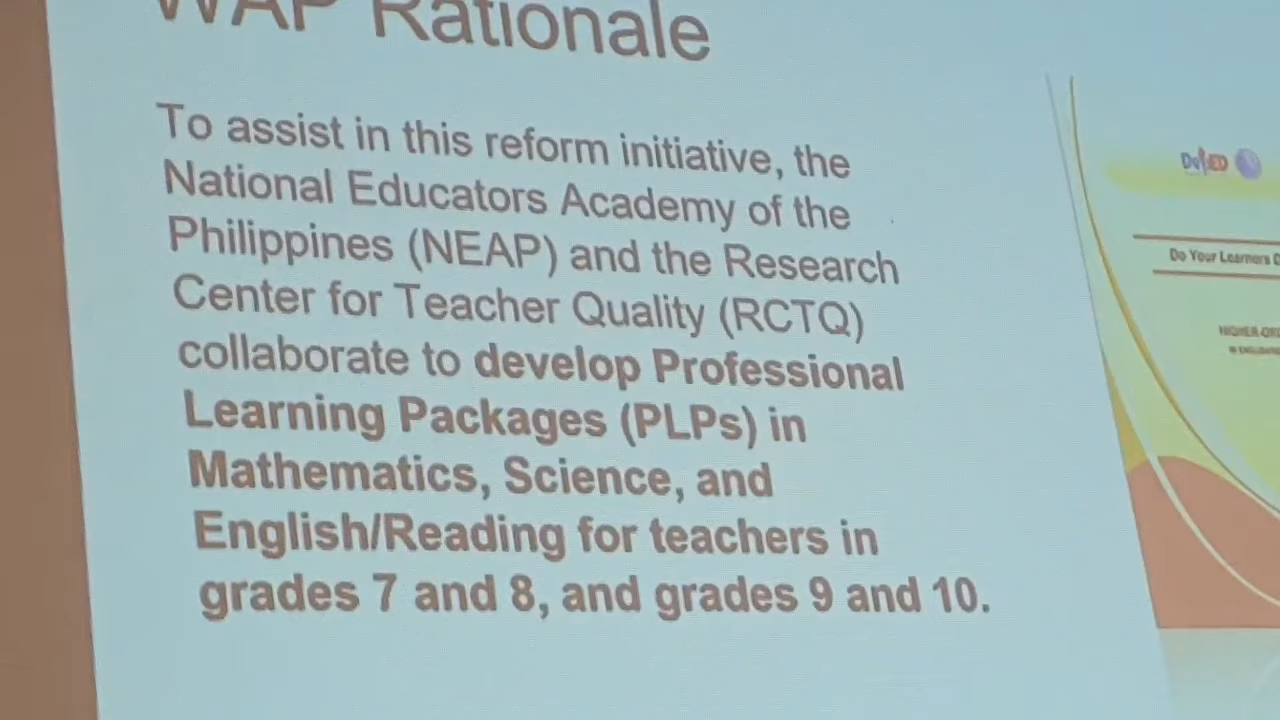 WAP Rationale
To assist in this reform initiative, the
National Educators Academy of the
Philippines (NEAP) and the Research
Center for Teacher Quality (RCTQ)
collaborate to develop Professional
Learning Packages (PLPs) in
Mathematics, Science, and
English/Reading for teachers in
grades 7 and 8, and grades 9 and 10.
DepED
Do Your Learners